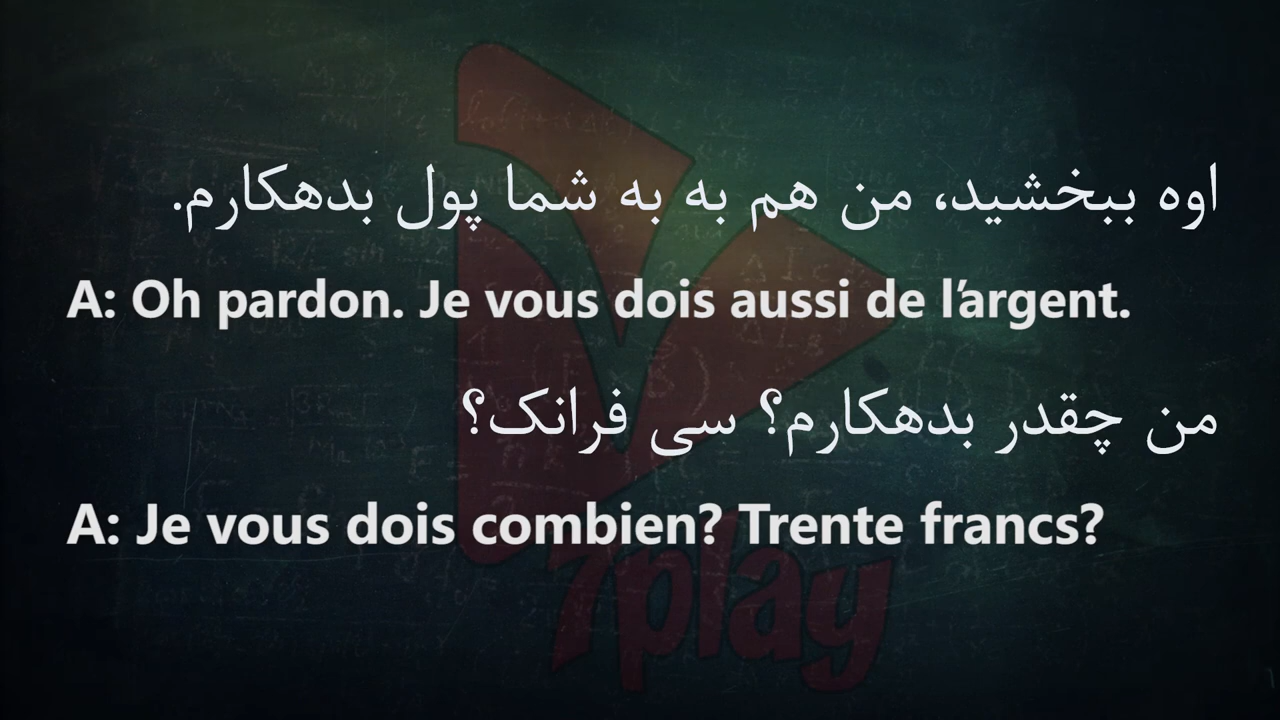 اوه ببخشید، من هم به به شما پول بدهکارم.
A: Oh pardon. Je vous dois aussi de l’argent.
من چقدر بدهکارم؟ سی فرانک؟
A: Je vous dois combien? Trente francs?
7play